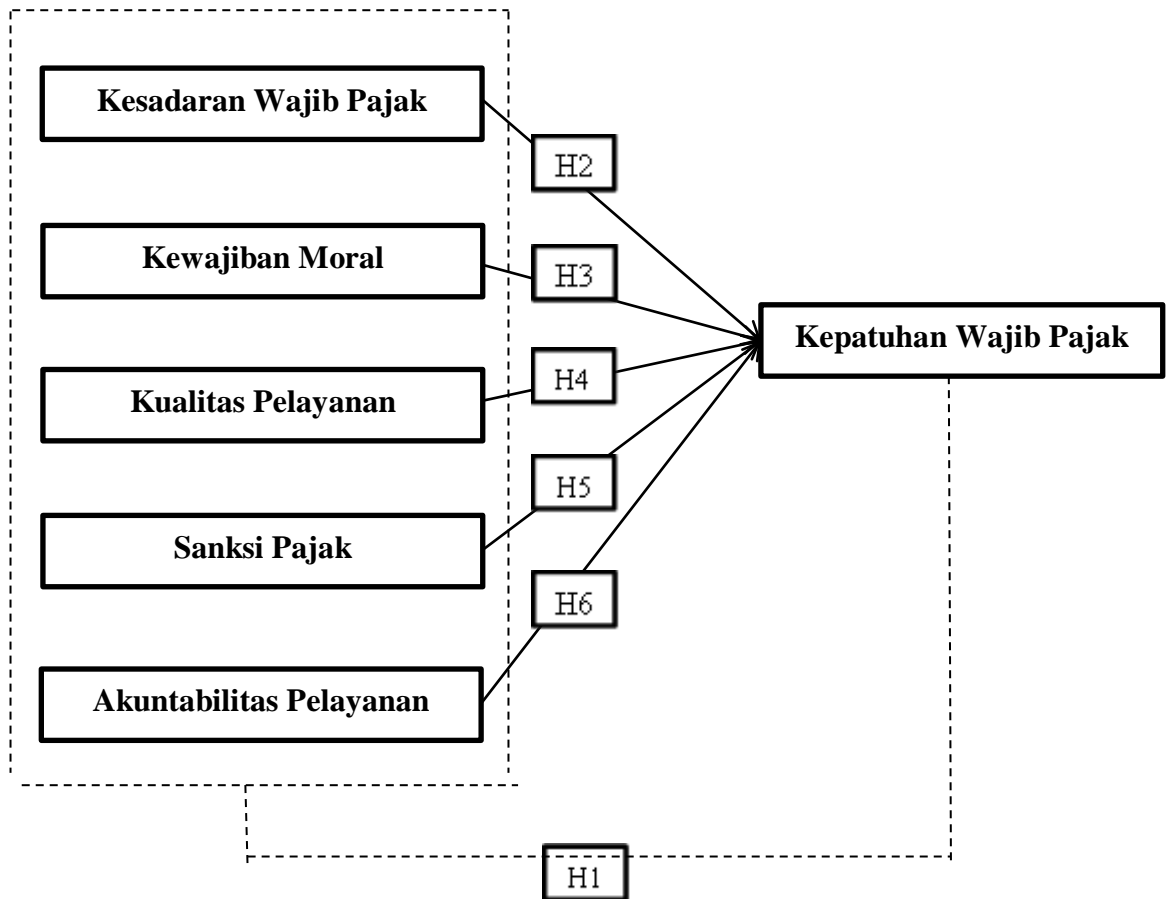 Kesadaran Wajib Pajak
H2
Kewajiban Moral
H3
Kepatuhan Wajib Pajak
Kualitas Pelayanan
H4
Sanksi Pajak
H5
H6
Akuntabilitas Pelayanan
H1